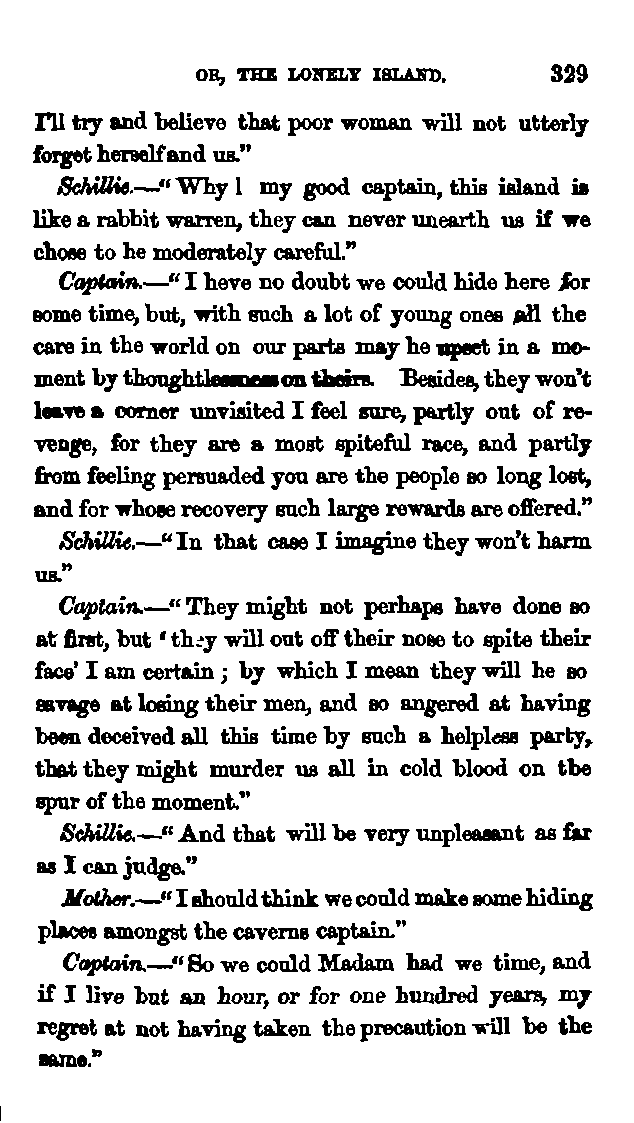 OR, THE LONELY ISLAND. 329
I'll try and believe that poor woman will not utterly
forget herself and us."
Schillie.—"Why ! my good captain, this island is
like a rabbit warren, they can never unearth us if we
chose to he moderately careful."
Captain.—"I heve no doubt we could hide here for
some time, but, with such a lot of young ones all the
care in the world on our parts may he upset in a mo-
ment by thoughtlessness on theirs. Besides, they won't
leave a corner unvisited I feel sure, partly out of re-
venge, for they are a most spiteful race, and partly
from feeling persuaded you are the people so long lost,
and for whose recovery such large rewards are offered."
Schillie.—"In that case I imagine they won't harm
us."
Captain.—"They might not perhaps have done so
at first, but 'they will out off their nose to spite their
face' I am certain ; by which I mean they will he so
savage at losing their men, and so angered at having
been deceived all this time by such a helpless party,
that they might murder us all in cold blood on tbe
spur of the moment."
Schillie.—"And that will be very unpleasant as far
as I can judge."
Mother.—"I should think we could make some hiding
places amongst the caverns captain."
Captain.—"So we could Madam had we time, and
if I live but an hour, or for one hundred years, my
regret at not having taken the precaution will be the
same."